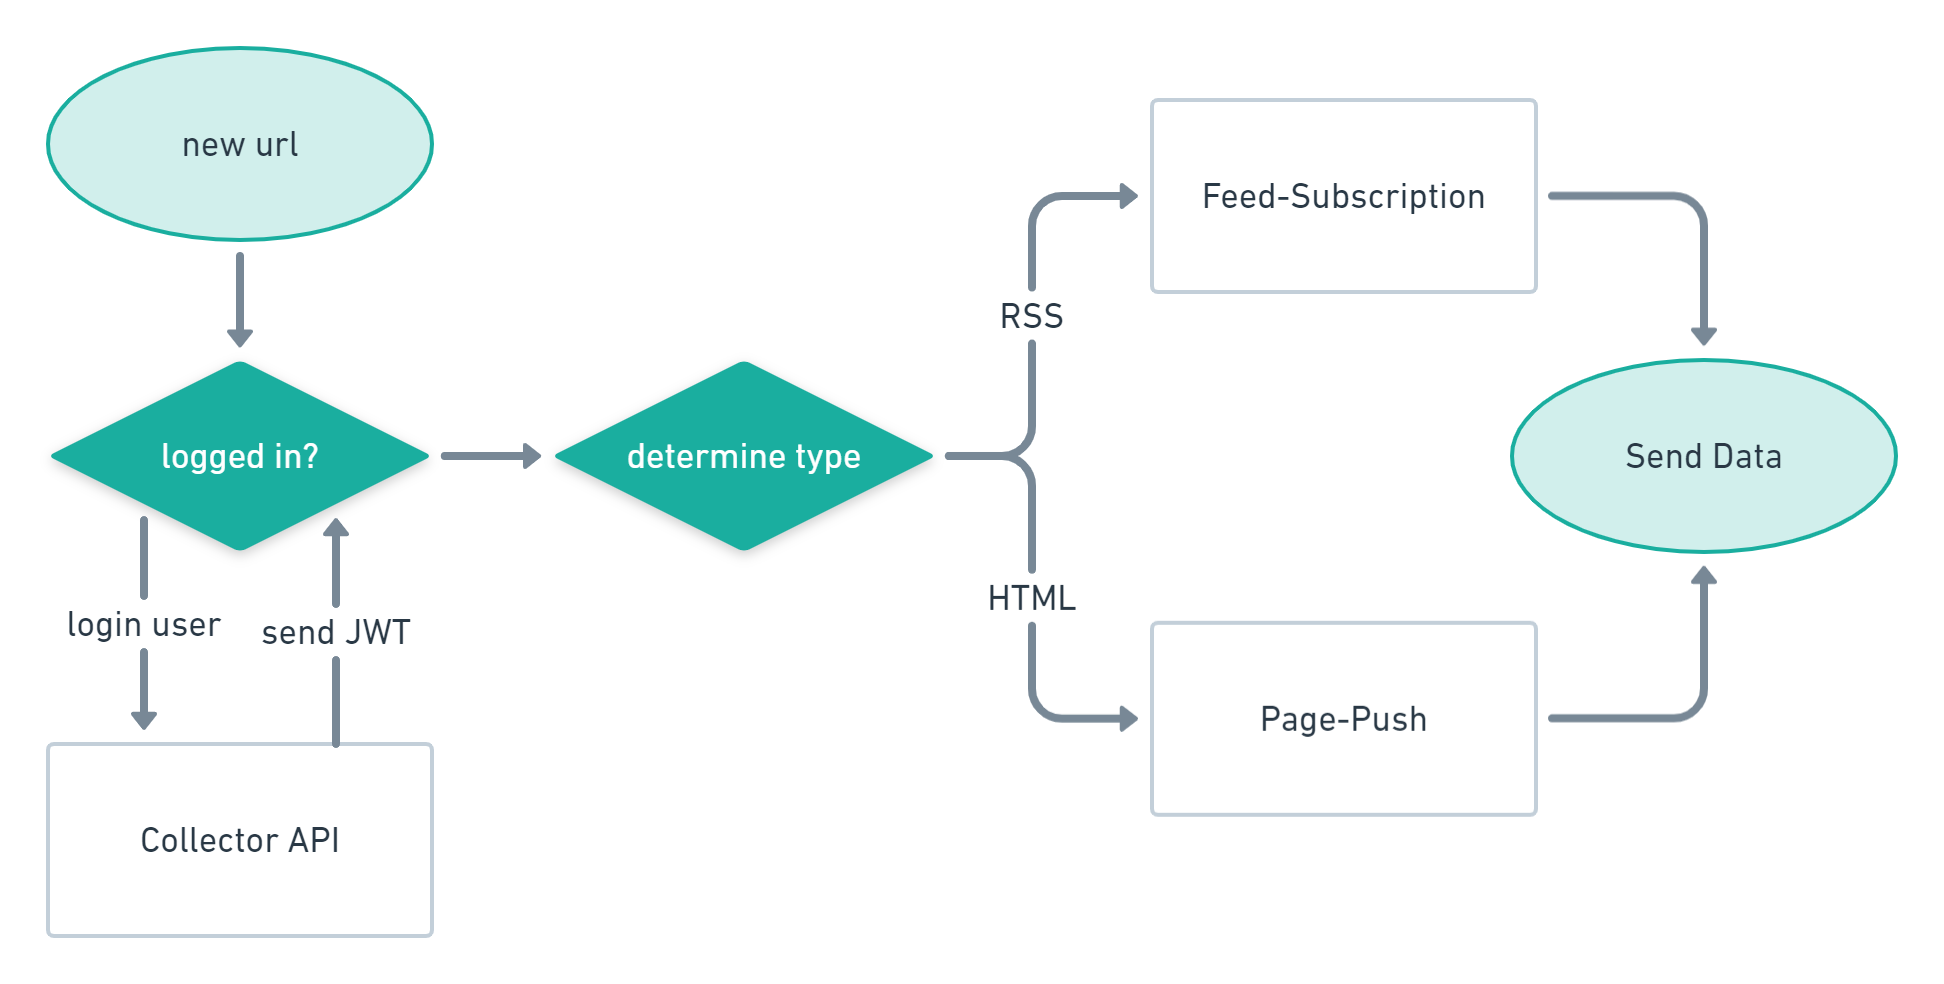 new url
logged in?
login user
send JWT
Collector API
determine type
RSS
HTML
Feed-Subscription
Page-Push
Send Data